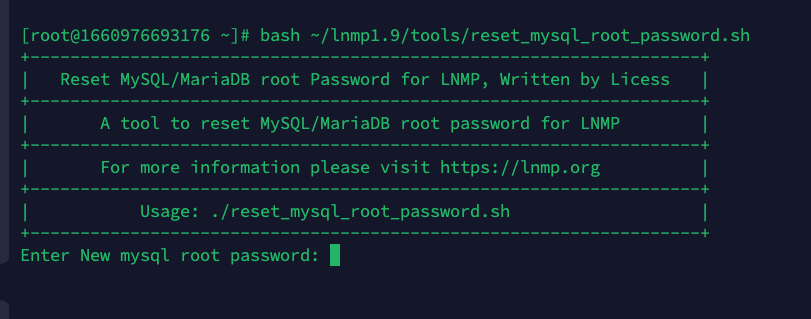 [root@1660976693176 ~]# bash ~/lnmp1.9/tools/reset_mysql_root_password.sh
+-------------------------------------------------------------------+
|   Reset MySQL/MariaDB root Password for LNMP, Written by Licess   |
+-------------------------------------------------------------------+
|       A tool to reset MySQL/MariaDB root password for LNMP        |
+-------------------------------------------------------------------+
|       For more information please visit https://lnmp.org          |
+-------------------------------------------------------------------+
|           Usage: ./reset_mysql_root_password.sh                   |
+-------------------------------------------------------------------+
Enter New mysql root password: